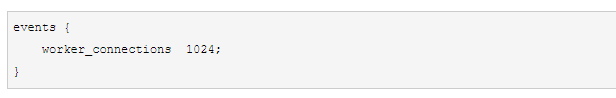 events {
    worker_connections  1024;
}